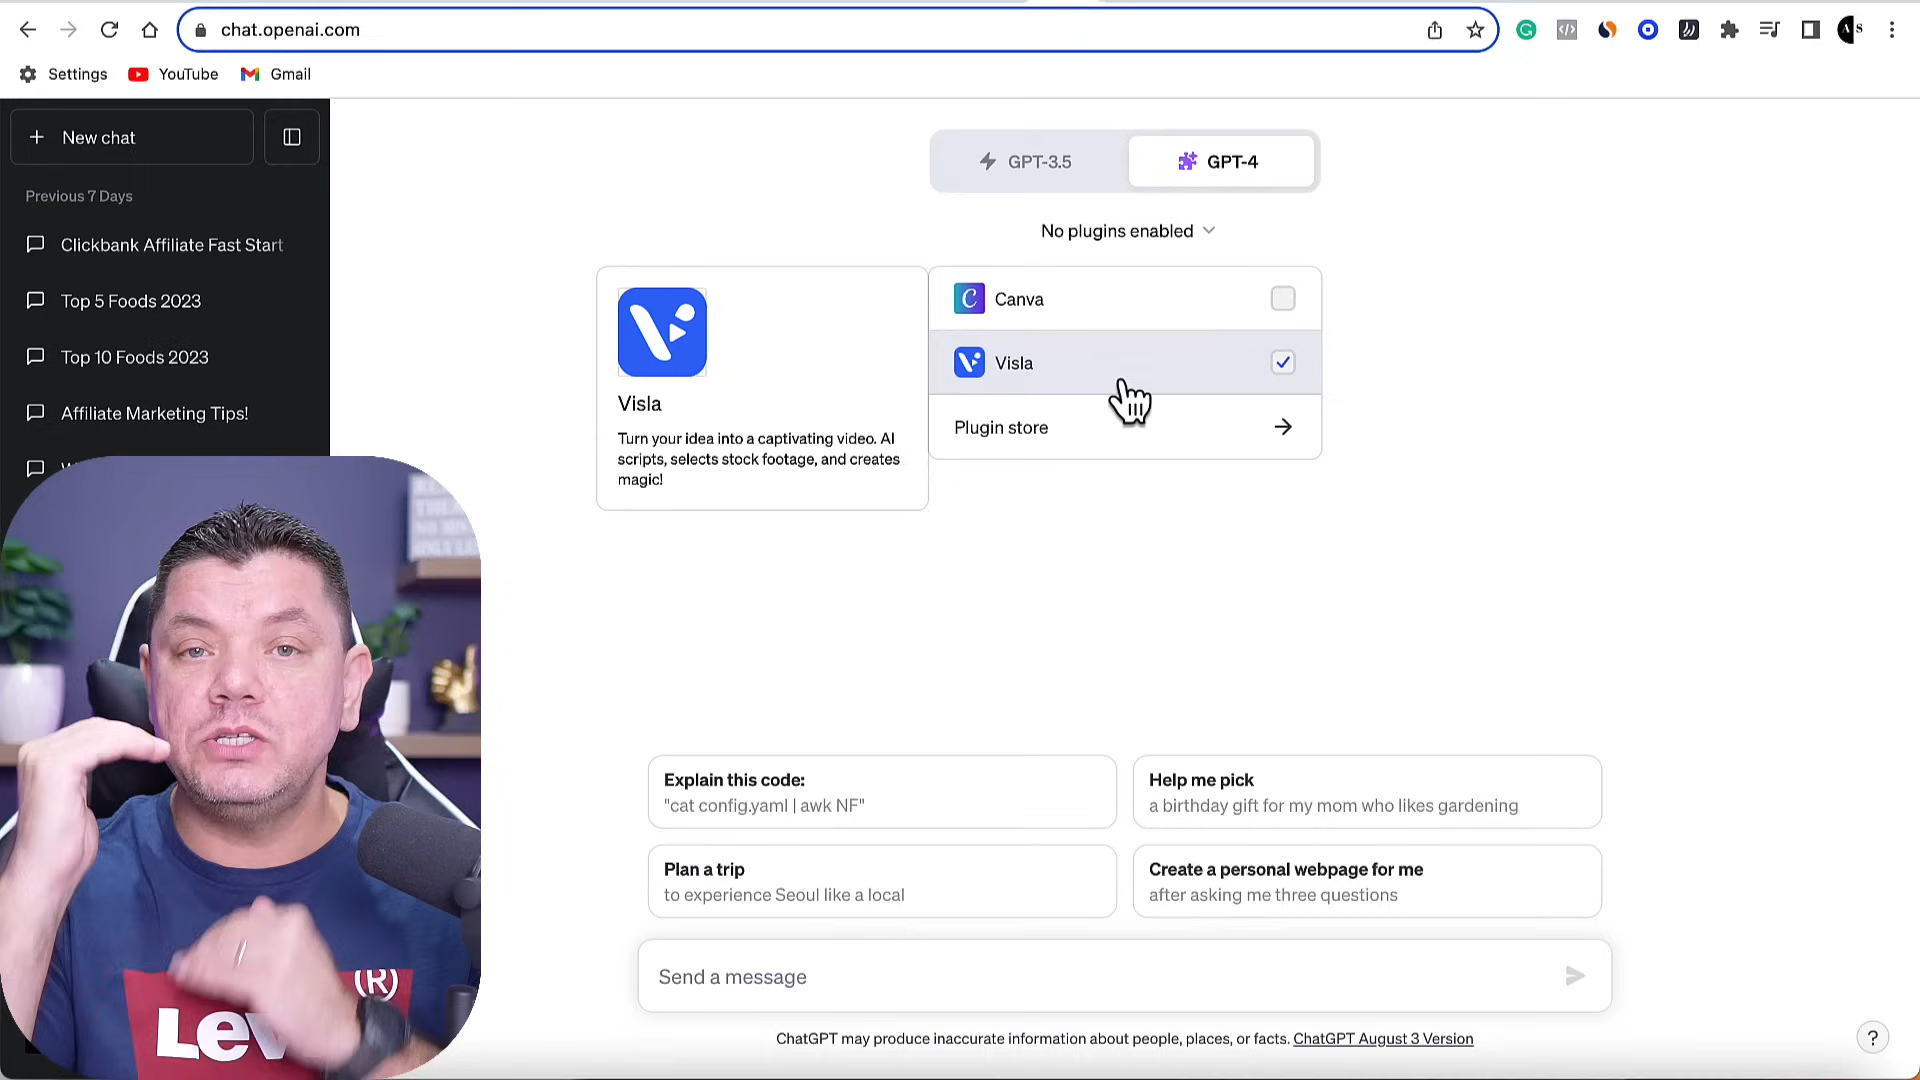 chat.openai.com
Settings
YouTube
Gmail
New chat
Previous 7 Days
Clickbank Affiliate Fast Start
Top 5 Foods 2023
Top 10 Foods 2023
Affiliate Marketing Tips!
GPT-3.5
GPT-4
No plugins enabled
Visla
Turn your idea into a captivating video. AI
scripts, selects stock footage, and creates
magic!
Canva
Visla
Plugin store
Explain this code:
"cat config.yaml | awk NF"
Help me pick
a birthday gift for my mom who likes gardening
Plan a trip
to experience Seoul like a local
Create a personal webpage for me
after asking me three questions
Send a message
ChatGPT may produce inaccurate information about people, places, or facts. ChatGPT August 3 Version
?
Lev
(R)